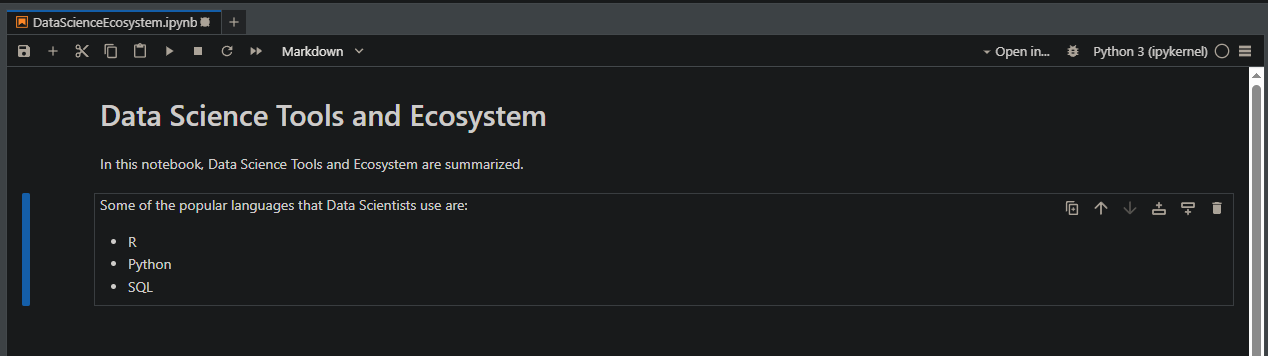 DataScienceEcosystem.ipynb
Markdown
Open in...
Python 3 (ipykernel)
Data Science Tools and Ecosystem
In this notebook, Data Science Tools and Ecosystem are summarized.
Some of the popular languages that Data Scientists use are:
• R
• Python
• SQL